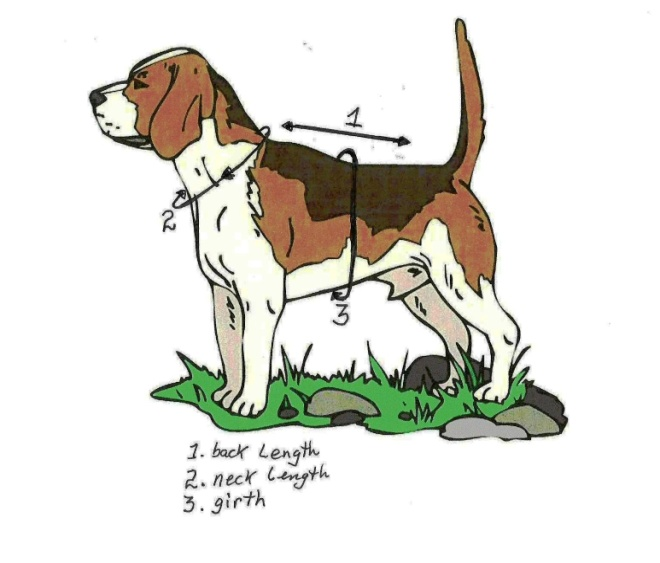 1
2
3
1. back Length
2. neck Length
3. girth